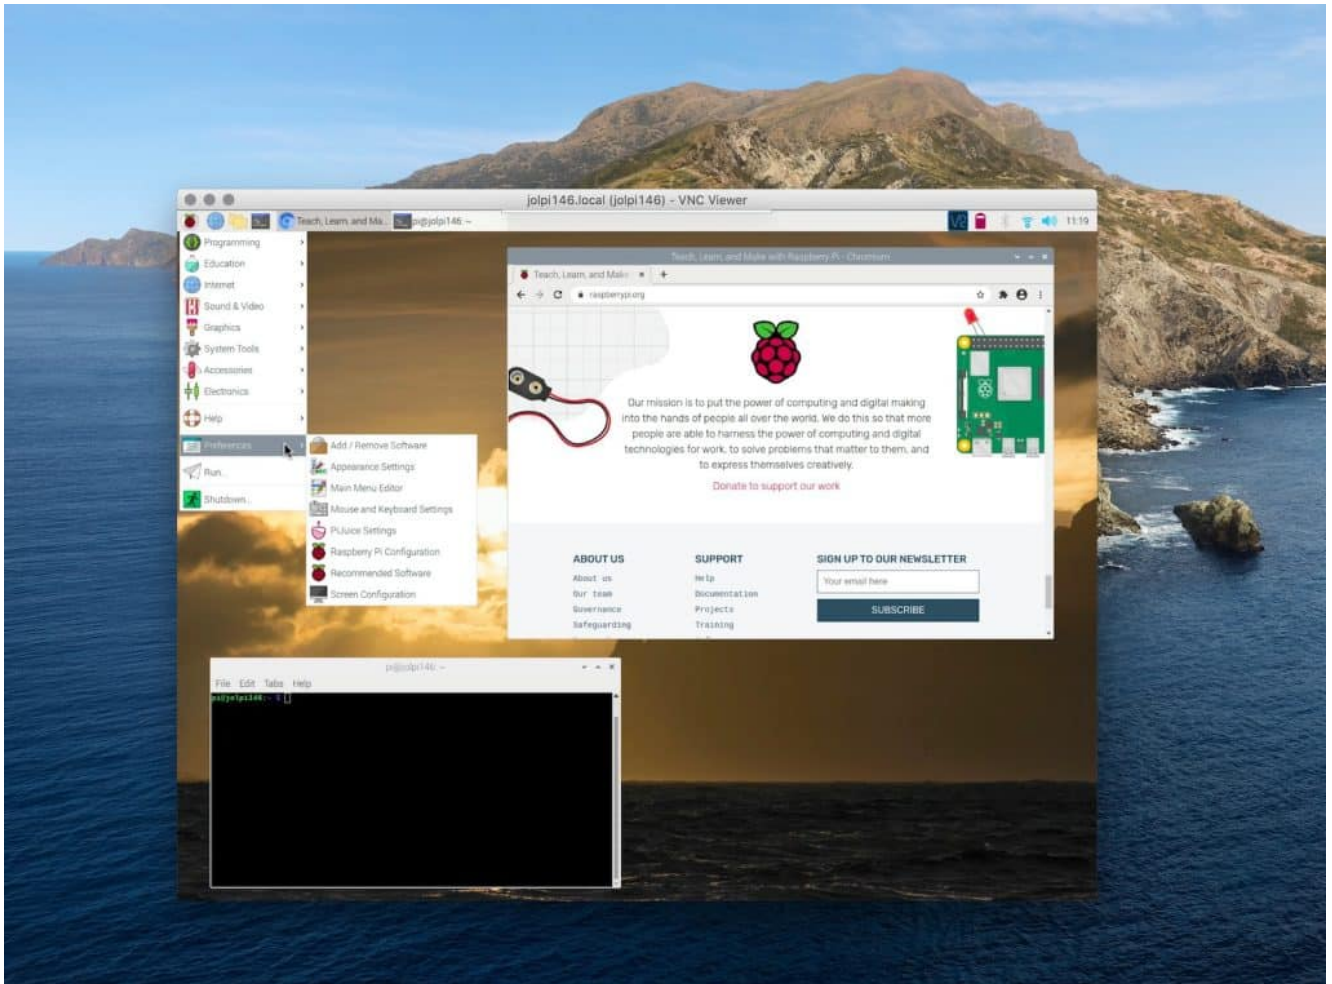 jolpi146.local (jolpi146) - VNC Viewer
Teach, Learn, and Ma... pi@jolpi146: ~ 11:19
Programming
Education
Internet
Sound & Video
Graphics
System Tools
Accessories
Electronics
Help
Preferences
Run...
Shutdown...
Add / Remove Software
Appearance Settings
Main Menu Editor
Mouse and Keyboard Settings
PiJuice Settings
Raspberry Pi Configuration
Recommended Software
Screen Configuration
Teach, Learn, and Make with Raspberry Pi - Chromium
Teach, Learn, and Make
raspberrypi.org
Our mission is to put the power of computing and digital making
into the hands of people all over the world. We do this so that more
people are able to harness the power of computing and digital
technologies for work, to solve problems that matter to them, and
to express themselves creatively.
Donate to support our work
ABOUT US
About us
Our team
Governance
Safeguarding
SUPPORT
Help
Documentation
Projects
Training
SIGN UP TO OUR NEWSLETTER
Your email here
SUBSCRIBE
pi@jolpi146: ~
File Edit Tabs Help
pi@jolpi146:~ $